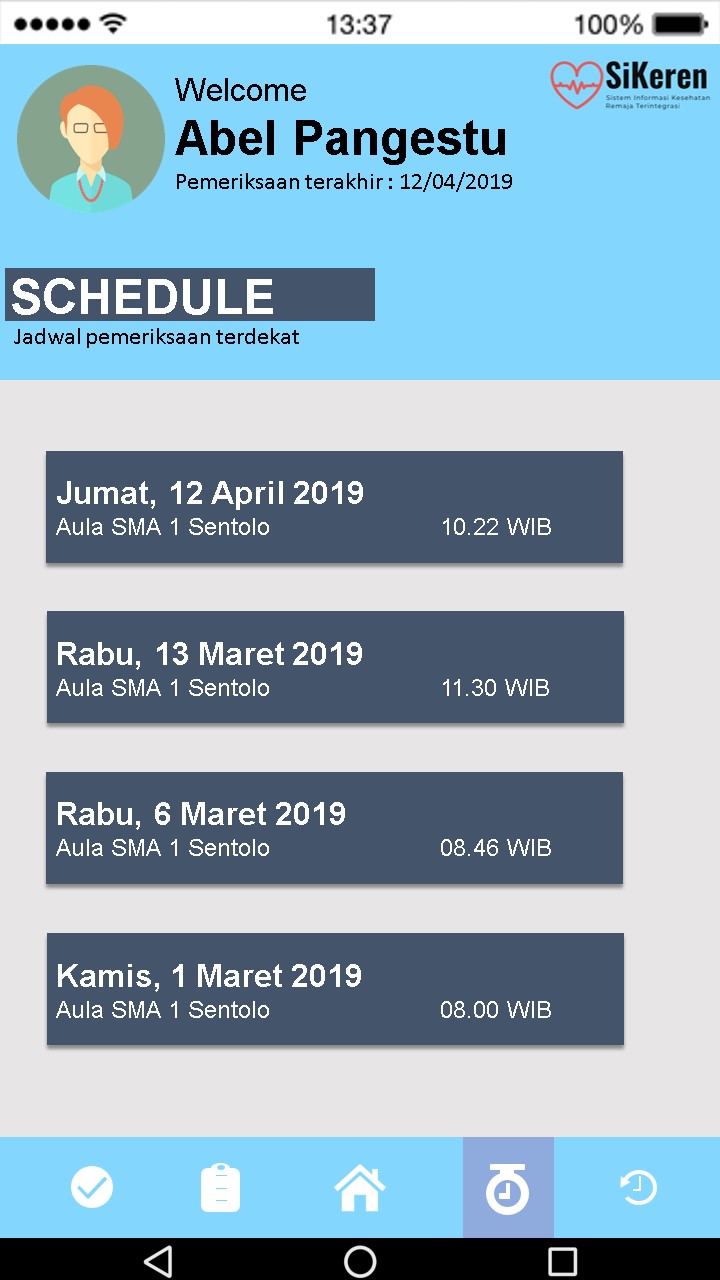 13:37
100%
SiKeren
Sistem Informasi Kesehatan
Remaja Terintegrasi
Welcome
Abel Pangestu
Pemeriksaan terakhir : 12/04/2019
SCHEDULE
Jadwal pemeriksaan terdekat
Jumat, 12 April 2019
Aula SMA 1 Sentolo 10.22 WIB
Rabu, 13 Maret 2019
Aula SMA 1 Sentolo 11.30 WIB
Rabu, 6 Maret 2019
Aula SMA 1 Sentolo 08.46 WIB
Kamis, 1 Maret 2019
Aula SMA 1 Sentolo 08.00 WIB